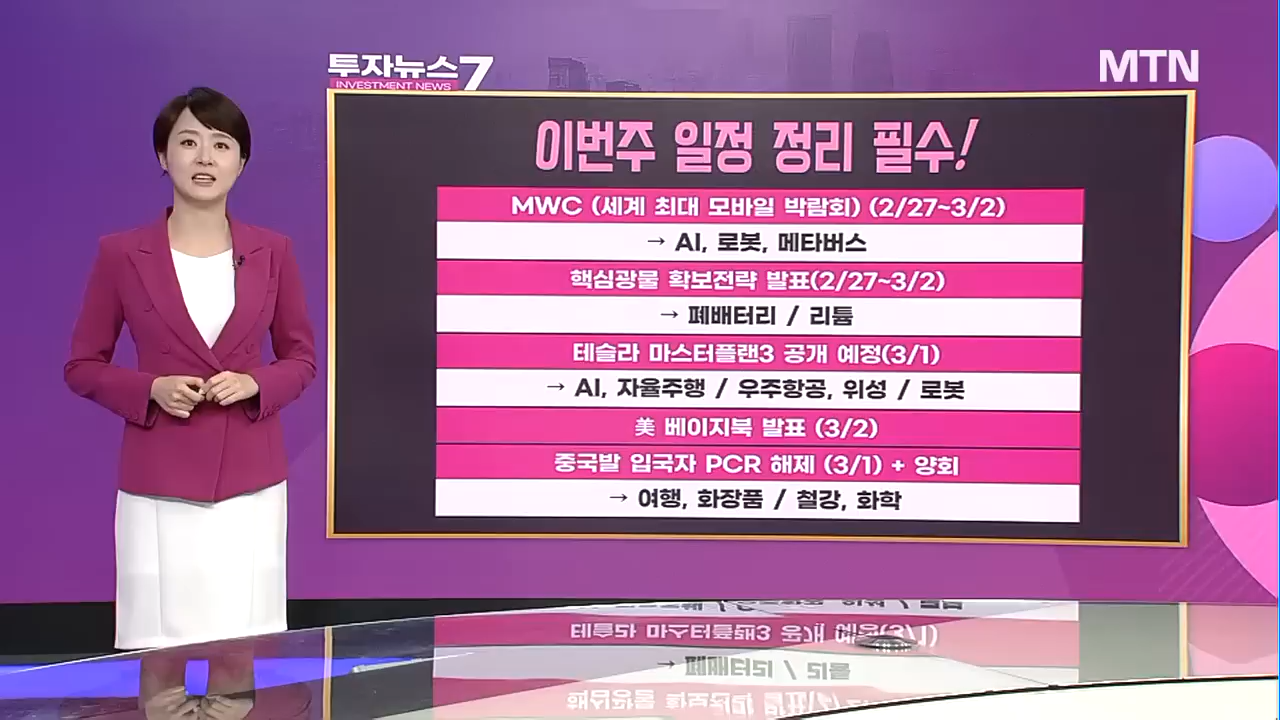 투자뉴스7
INVESTMENT NEWS
MTN
이번주 일정 정리 필수!
MWC (세계 최대 모바일 박람회) (2/27~3/2)
→ AI, 로봇, 메타버스
핵심광물 확보전략 발표(2/27~3/2)
→ 폐배터리 / 리튬
테슬라 마스터플랜3 공개 예정(3/1)
→ AI, 자율주행 / 우주항공, 위성 / 로봇
美 베이지북 발표 (3/2)
중국발 입국자 PCR 해제 (3/1) + 양회
→ 여행, 화장품 / 철강, 화학